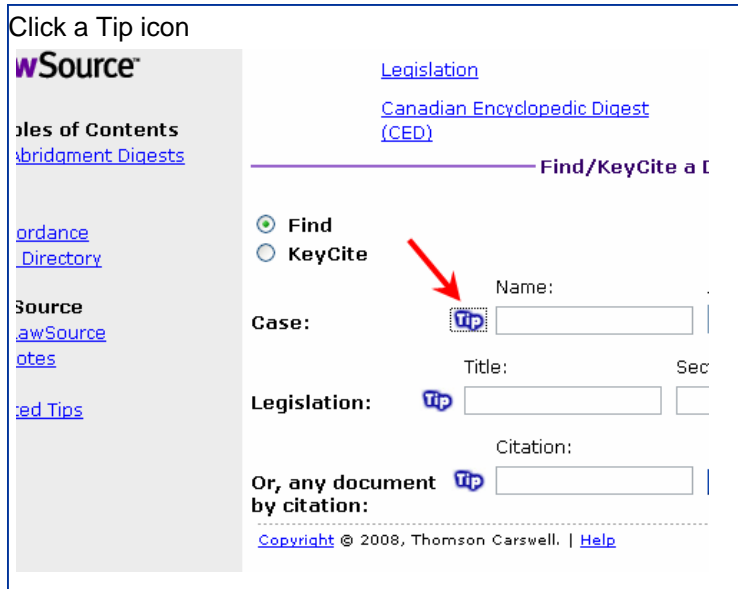 Click a Tip icon
wSource
Legislation
Canadian Encyclopedic Digest
(CED)
bles of Contents
Abridgment Digests
Find/KeyCite a D
ordance
Directory
Find
KeyCite
Source
awSource
otes
ted Tips
Name:
Case: Tip
Title: Sec
Legislation: Tip
Citation:
Or, any document Tip
by citation:
Copyright © 2008, Thomson Carswell. | Help